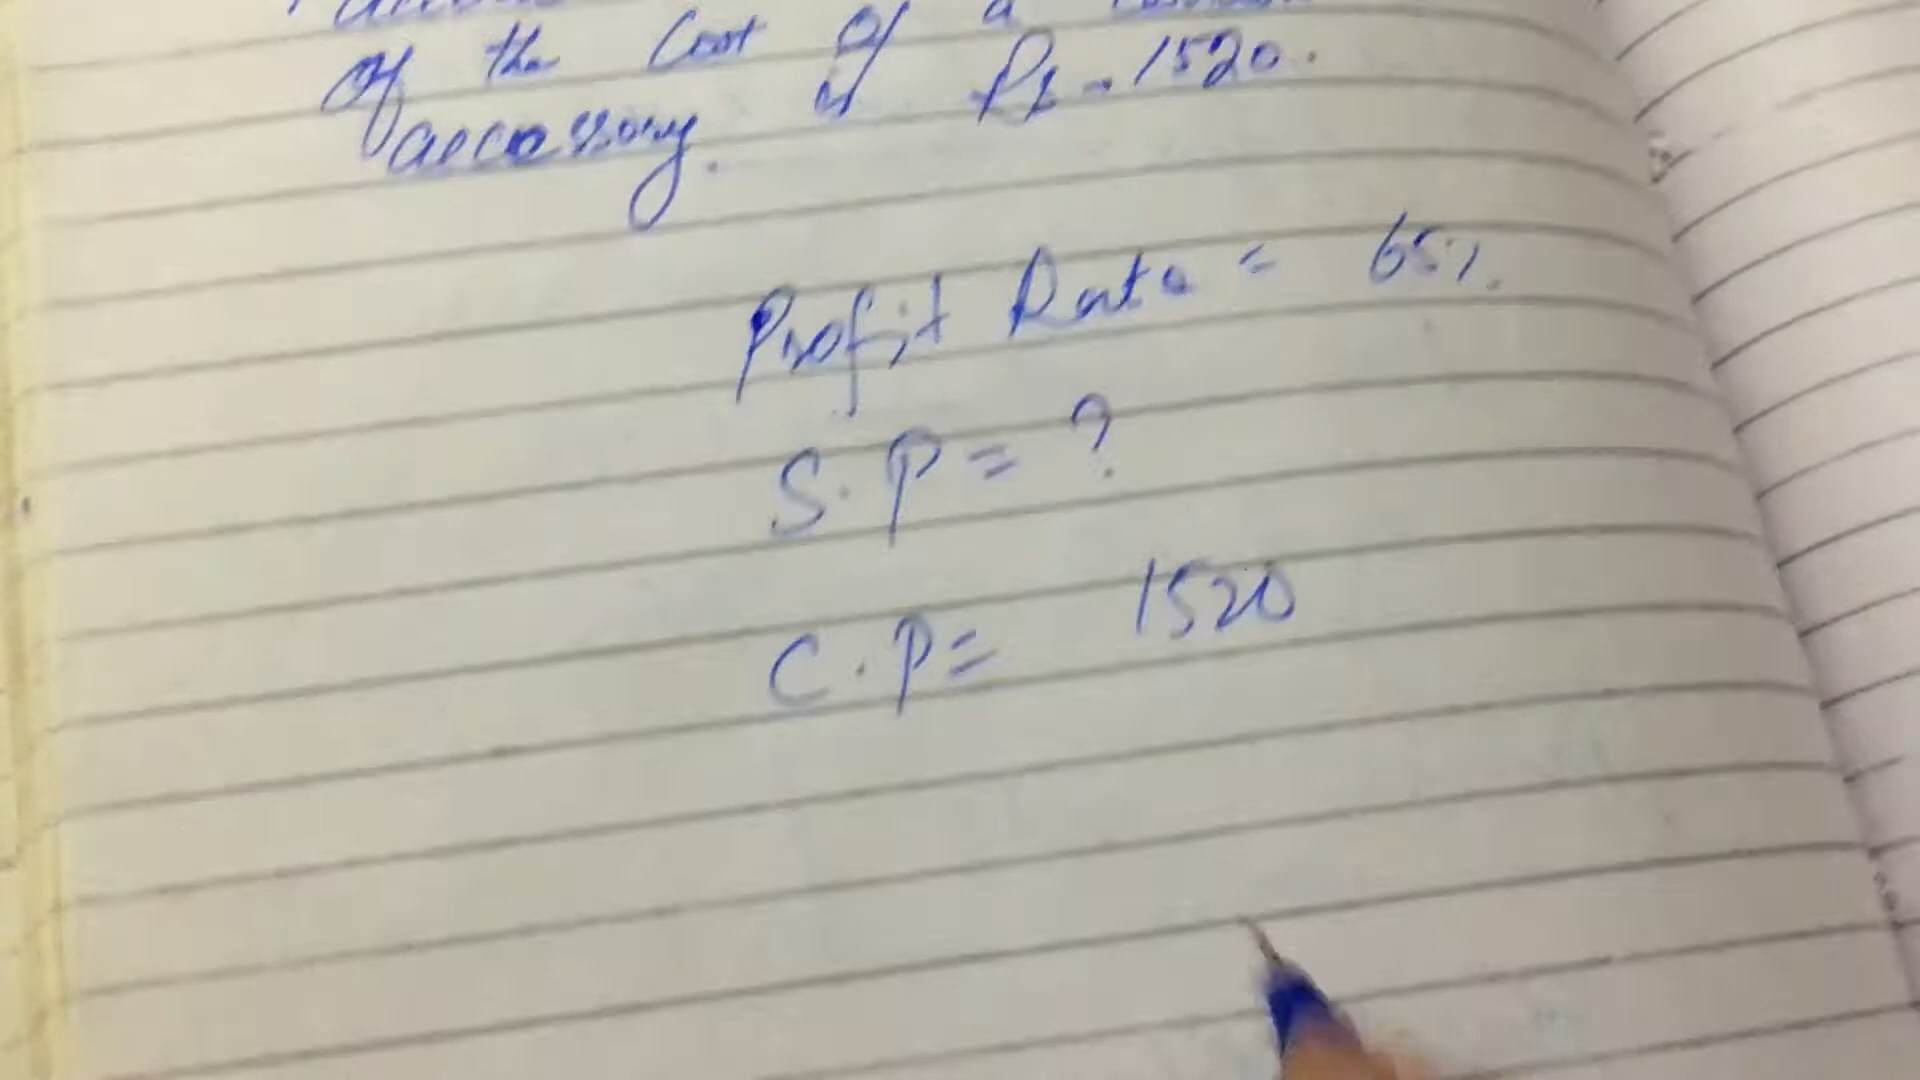 of the cost of a
accessory. is Rs. 1520.
Profit Rate = 65%.
S.P = ?
C.P = 1520